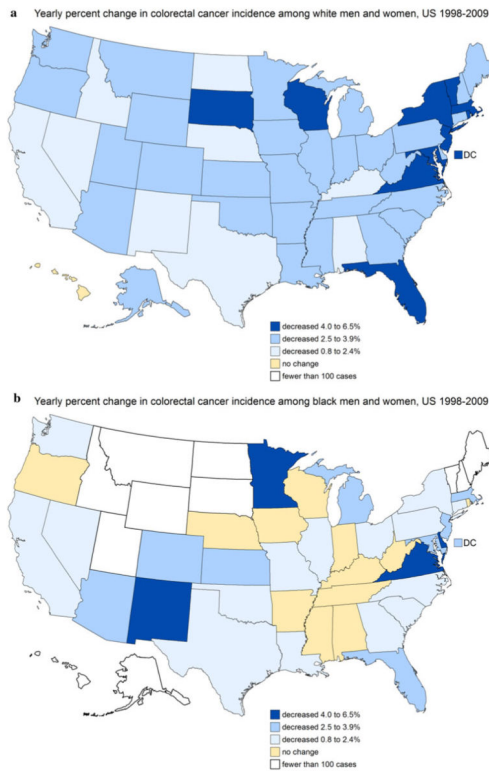 a Yearly percent change in colorectal cancer incidence among white men and women, US 1998-2009
DC
decreased 4.0 to 6.5%
decreased 2.5 to 3.9%
decreased 0.8 to 2.4%
no change
fewer than 100 cases
b Yearly percent change in colorectal cancer incidence among black men and women, US 1998-2009
DC
decreased 4.0 to 6.5%
decreased 2.5 to 3.9%
decreased 0.8 to 2.4%
no change
fewer than 100 cases